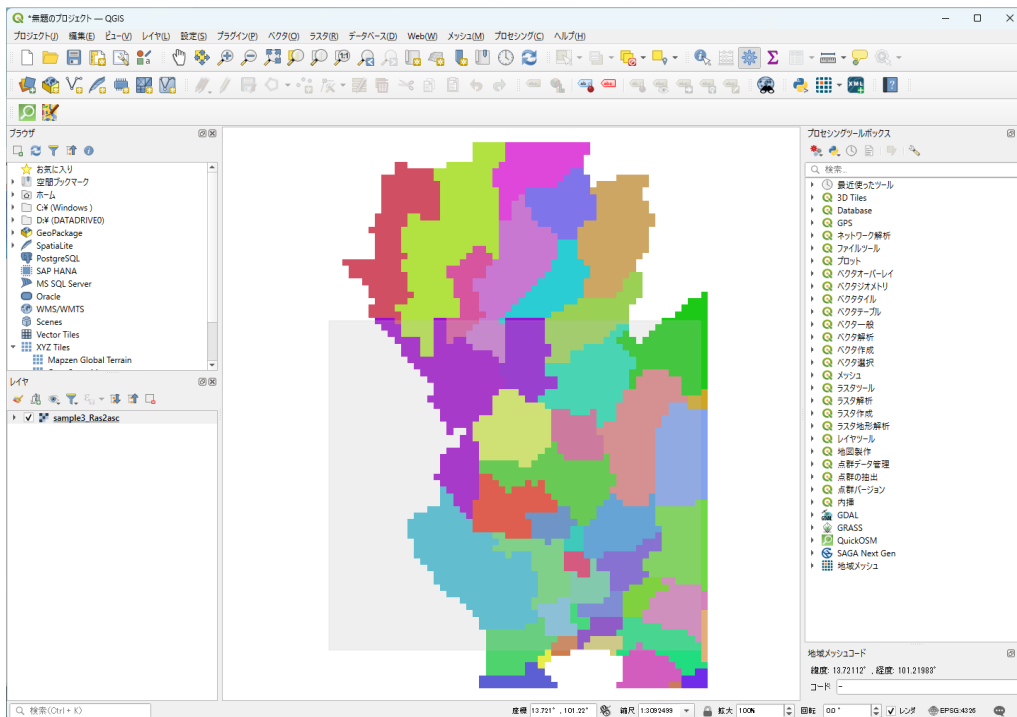 *無題のプロジェクト — QGIS
プロジェクト(J) 編集(E) ビュー(V) レイヤ(L) 設定(S) プラグイン(P) ベクタ(O) ラスタ(R) データベース(D) Web(W) メッシュ(M) プロセシング(C) ヘルプ(H)
ブラウザ
お気に入り
空間ブックマーク
ホーム
C:¥ (Windows )
D:¥ (DATADRIVE0)
GeoPackage
SpatiaLite
PostgreSQL
SAP HANA
MS SQL Server
Oracle
WMS/WMTS
Scenes
Vector Tiles
XYZ Tiles
Mapzen Global Terrain
レイヤ
sample3_Ras2asc
プロセシングツールボックス
検索…
最近使ったツール
3D Tiles
Database
GPS
ネットワーク解析
ファイルツール
プロット
ベクタオーバーレイ
ベクタジオメトリ
ベクタタイル
ベクタテーブル
ベクタ一般
ベクタ解析
ベクタ作成
ベクタ選択
メッシュ
ラスタツール
ラスタ解析
ラスタ作成
ラスタ地形解析
レイヤツール
地図製作
点群データ管理
点群の抽出
点群バージョン
内挿
GDAL
GRASS
QuickOSM
SAGA Next Gen
地域メッシュ
地域メッシュコード
緯度: 13.72112° , 経度: 101.21983°
コード -
検索(Ctrl + K)
座標 13.721° , 101.22° 縮尺 1:3092499 拡大 100% 回転 0.0 ° レンダ EPSG:4326